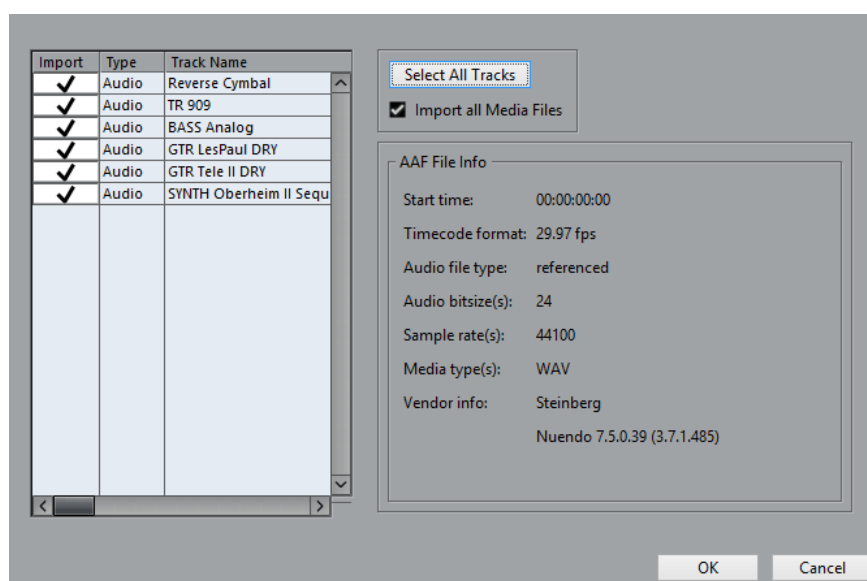 Import Type Track Name
Audio Reverse Cymbal
Audio TR 909
Audio BASS Analog
Audio GTR LesPaul DRY
Audio GTR Tele II DRY
Audio SYNTH Oberheim II Sequ
Select All Tracks
Import all Media Files
AAF File Info
Start time: 00:00:00:00
Timecode format: 29.97 fps
Audio file type: referenced
Audio bitsize(s): 24
Sample rate(s): 44100
Media type(s): WAV
Vendor info: Steinberg
Nuendo 7.5.0.39 (3.7.1.485)
OK Cancel